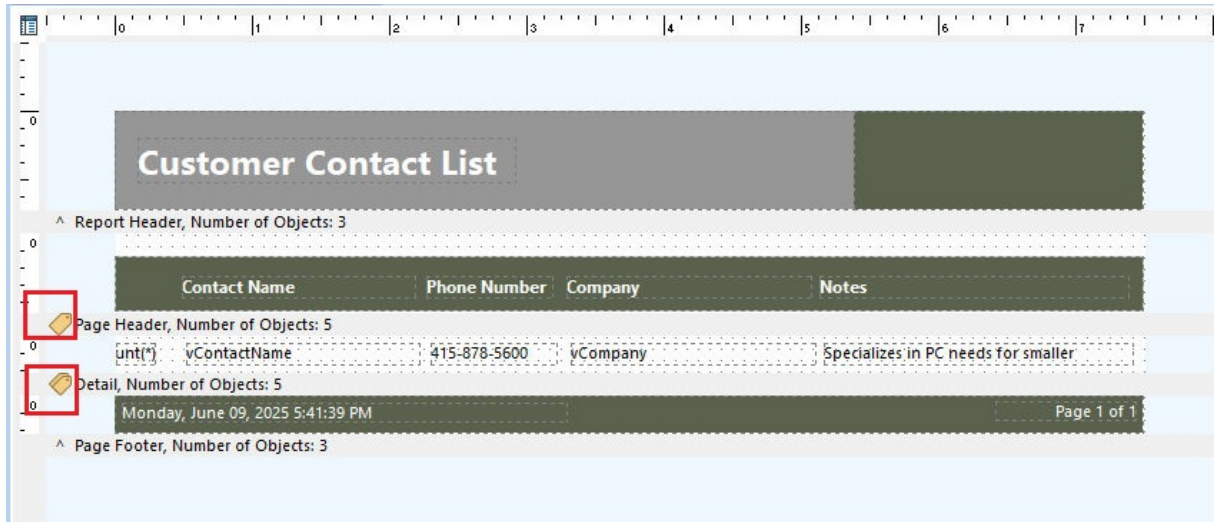 0 1 2 3 4 5 6 7
0
Customer Contact List
^ Report Header, Number of Objects: 3
0
Contact Name Phone Number Company Notes
Page Header, Number of Objects: 5
0
unt(*) vContactName 415-878-5600 vCompany Specializes in PC needs for smaller
Detail, Number of Objects: 5
0
Monday, June 09, 2025 5:41:39 PM Page 1 of 1
^ Page Footer, Number of Objects: 3